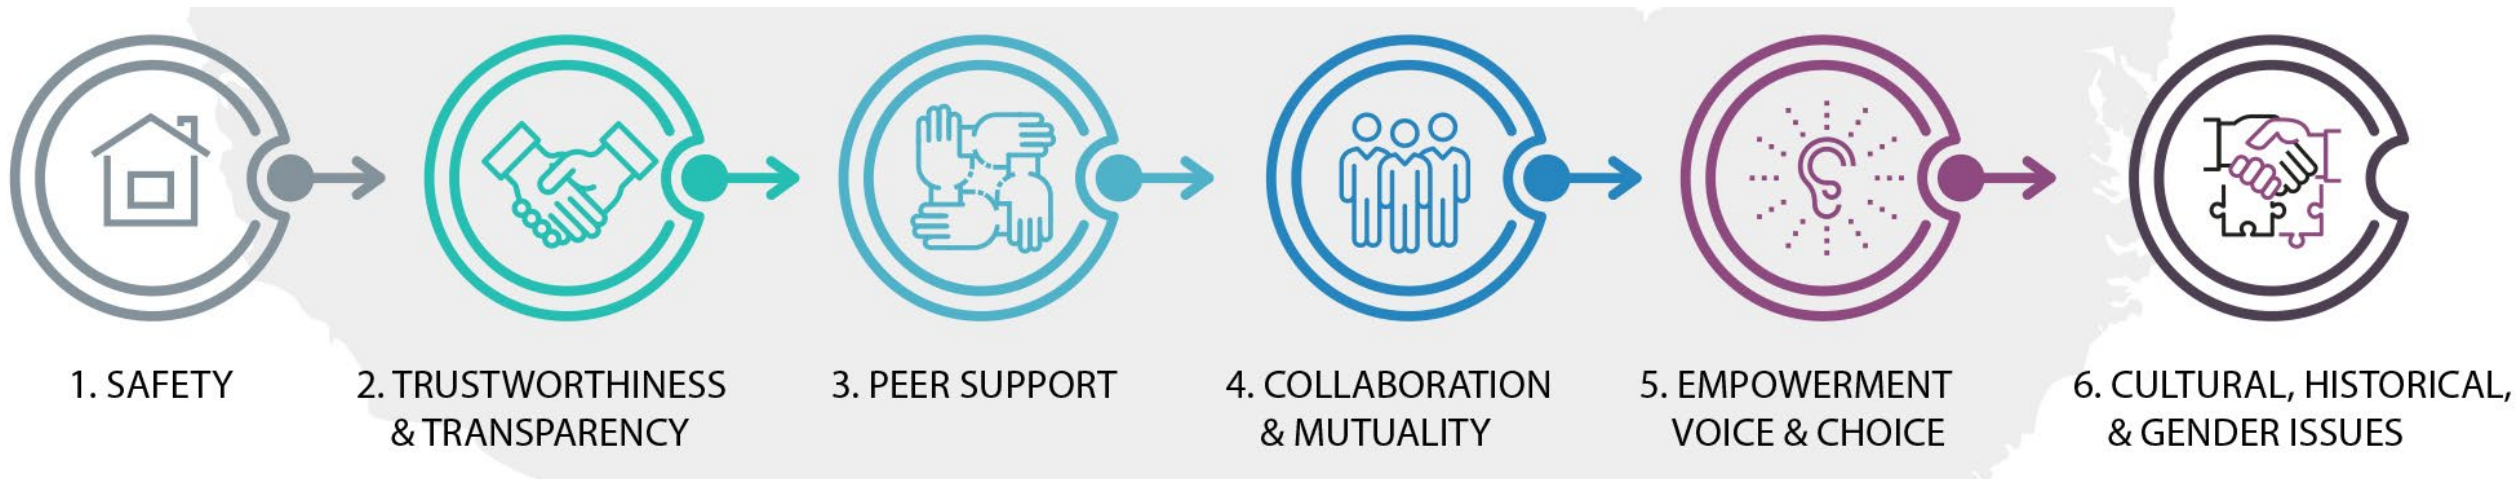 1. SAFETY
2. TRUSTWORTHINESS
& TRANSPARENCY
3. PEER SUPPORT
4. COLLABORATION
& MUTUALITY
5. EMPOWERMENT
VOICE & CHOICE
6. CULTURAL, HISTORICAL,
& GENDER ISSUES